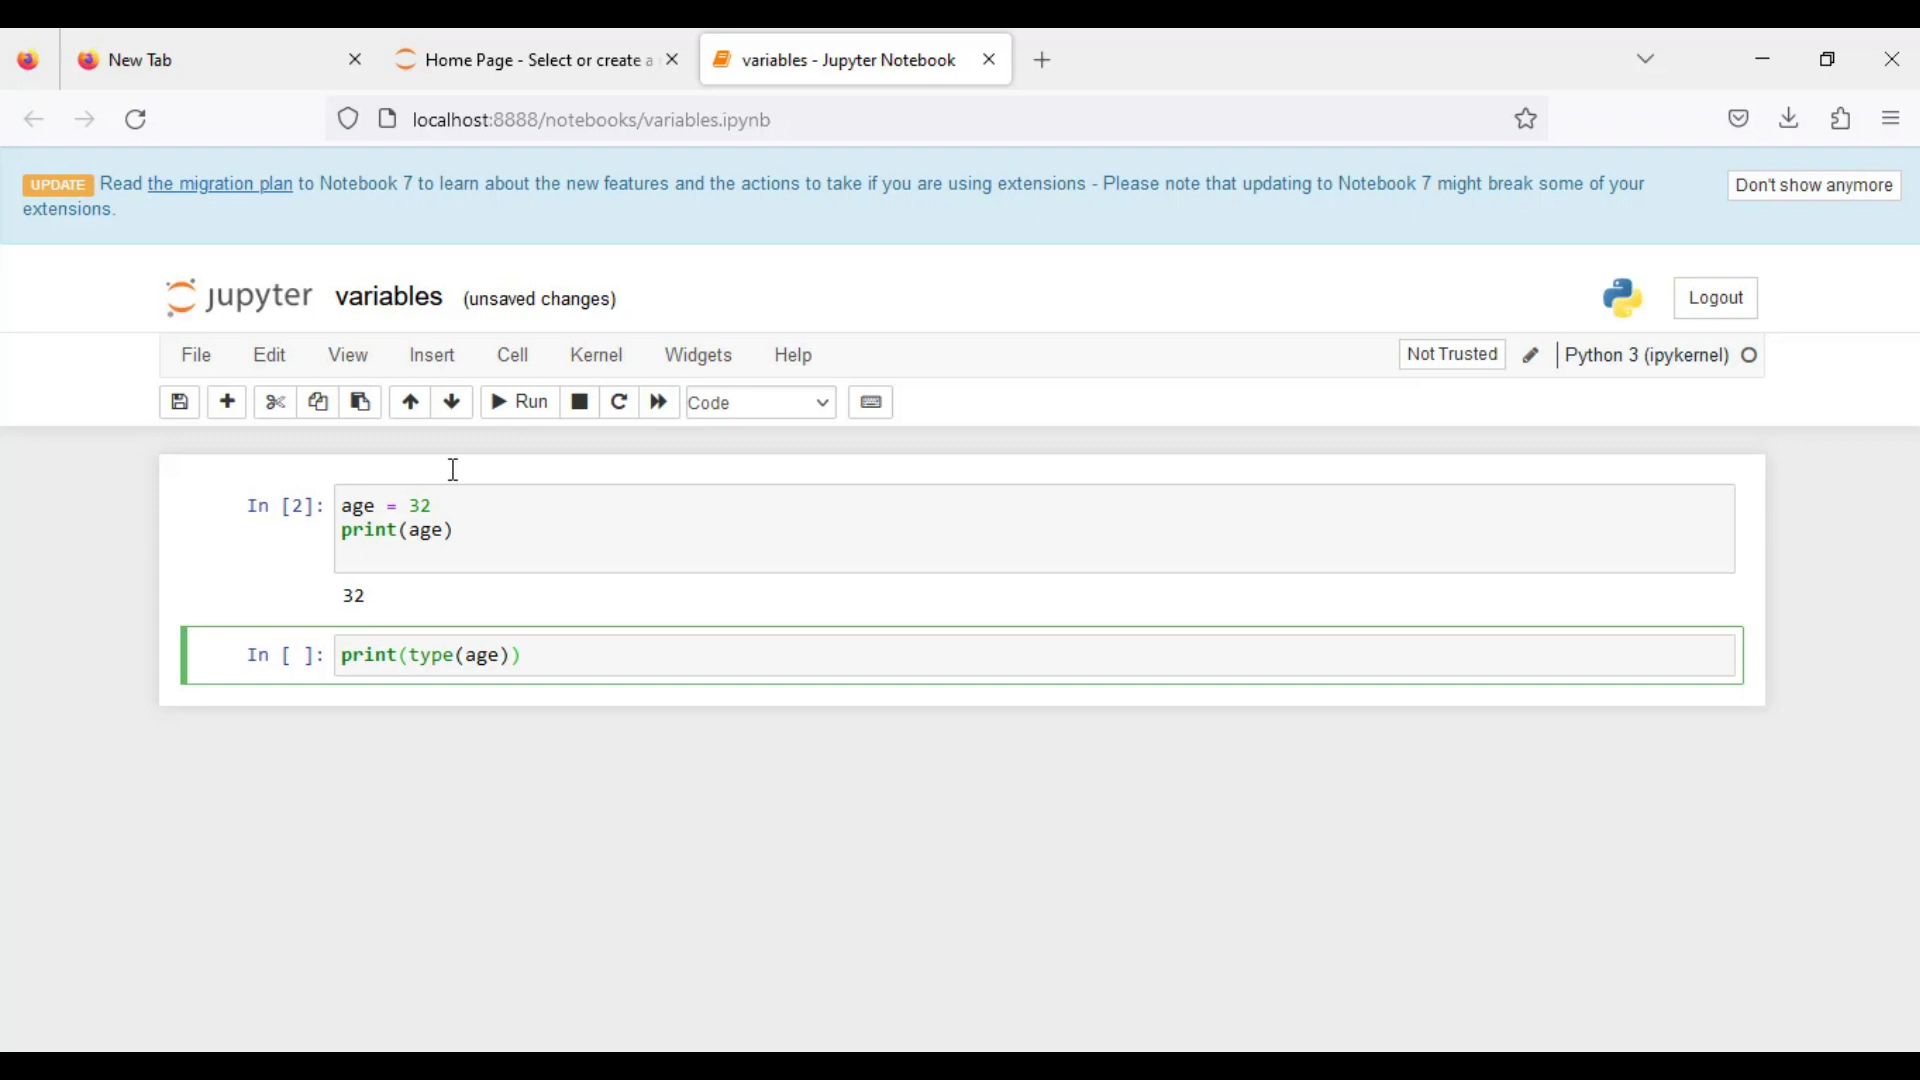 New Tab
Home Page - Select or create a
variables - Jupyter Notebook
localhost:8888/notebooks/variables.ipynb
UPDATE Read the migration plan to Notebook 7 to learn about the new features and the actions to take if you are using extensions - Please note that updating to Notebook 7 might break some of your
extensions.
Don't show anymore
jupyter variables (unsaved changes)
Logout
File Edit View Insert Cell Kernel Widgets Help
Not Trusted
Python 3 (ipykernel)
Run
Code
In [2]: age = 32
print(age)
32
In [ ]: print(type(age))